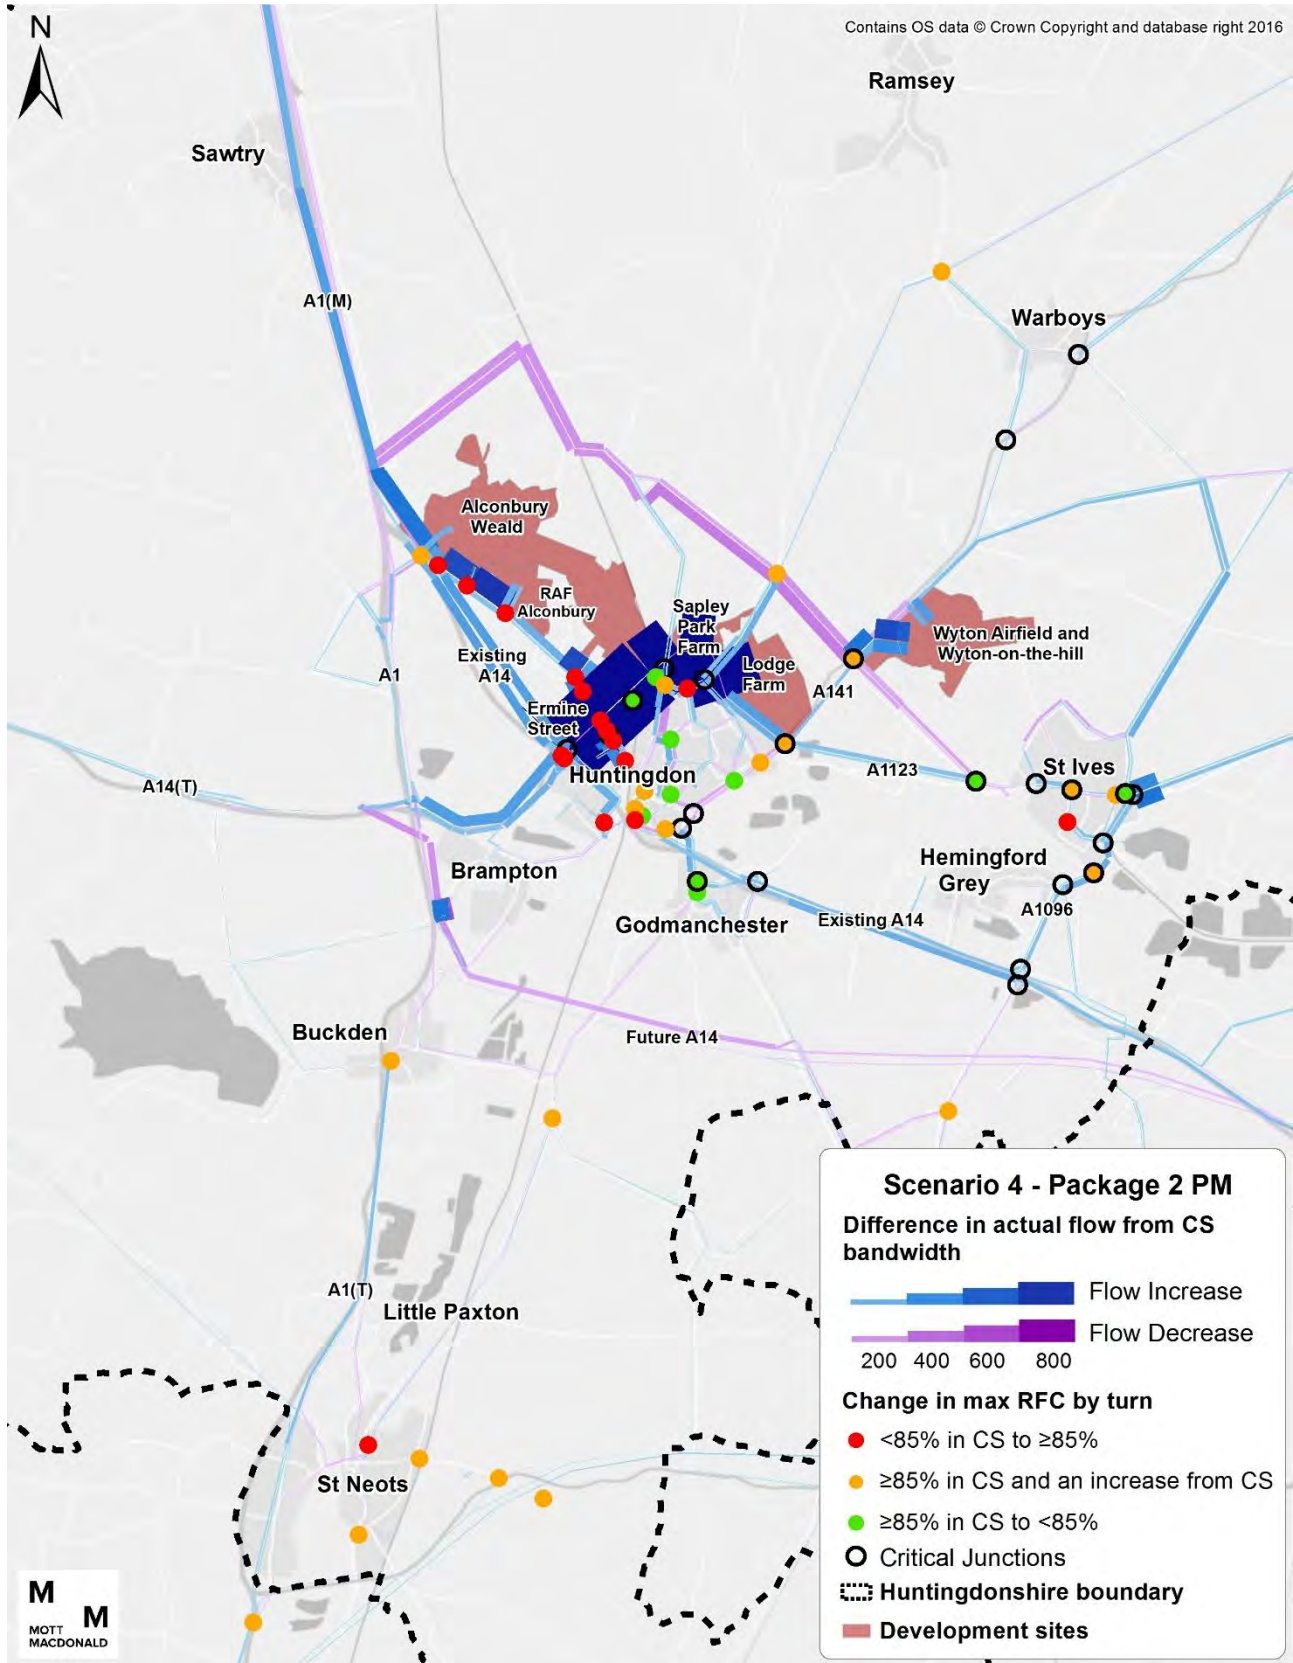 N
Contains OS data © Crown Copyright and database right 2016
Ramsey
Sawtry
A1(M)
Warboys
Alconbury
Weald
RAF
Alconbury
Sapley
Park
Farm
Wyton Airfield and
Wyton-on-the-hill
Existing
A14
Lodge
Farm
A1
A141
Ermine
Street
Huntingdon
A1123
St Ives
A14(T)
Brampton
Hemingford
Grey
A1096
Godmanchester
Existing A14
Buckden
Future A14
A1(T)
Little Paxton
St Neots
Scenario 4 - Package 2 PM
Difference in actual flow from CS
bandwidth
Flow Increase
Flow Decrease
200 400 600 800
Change in max RFC by turn
<85% in CS to ≥85%
≥85% in CS and an increase from CS
≥85% in CS to <85%
Critical Junctions
Huntingdonshire boundary
Development sites
M
M
MOTT
MACDONALD